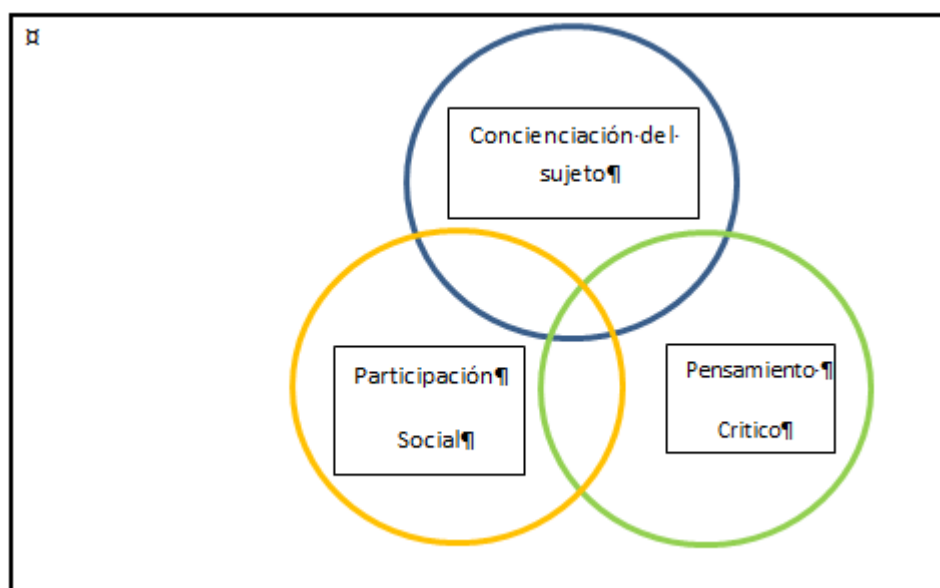 ¤
Concienciación·del·
sujeto¶
Participación¶
Social¶
Pensamiento·¶
Critico¶